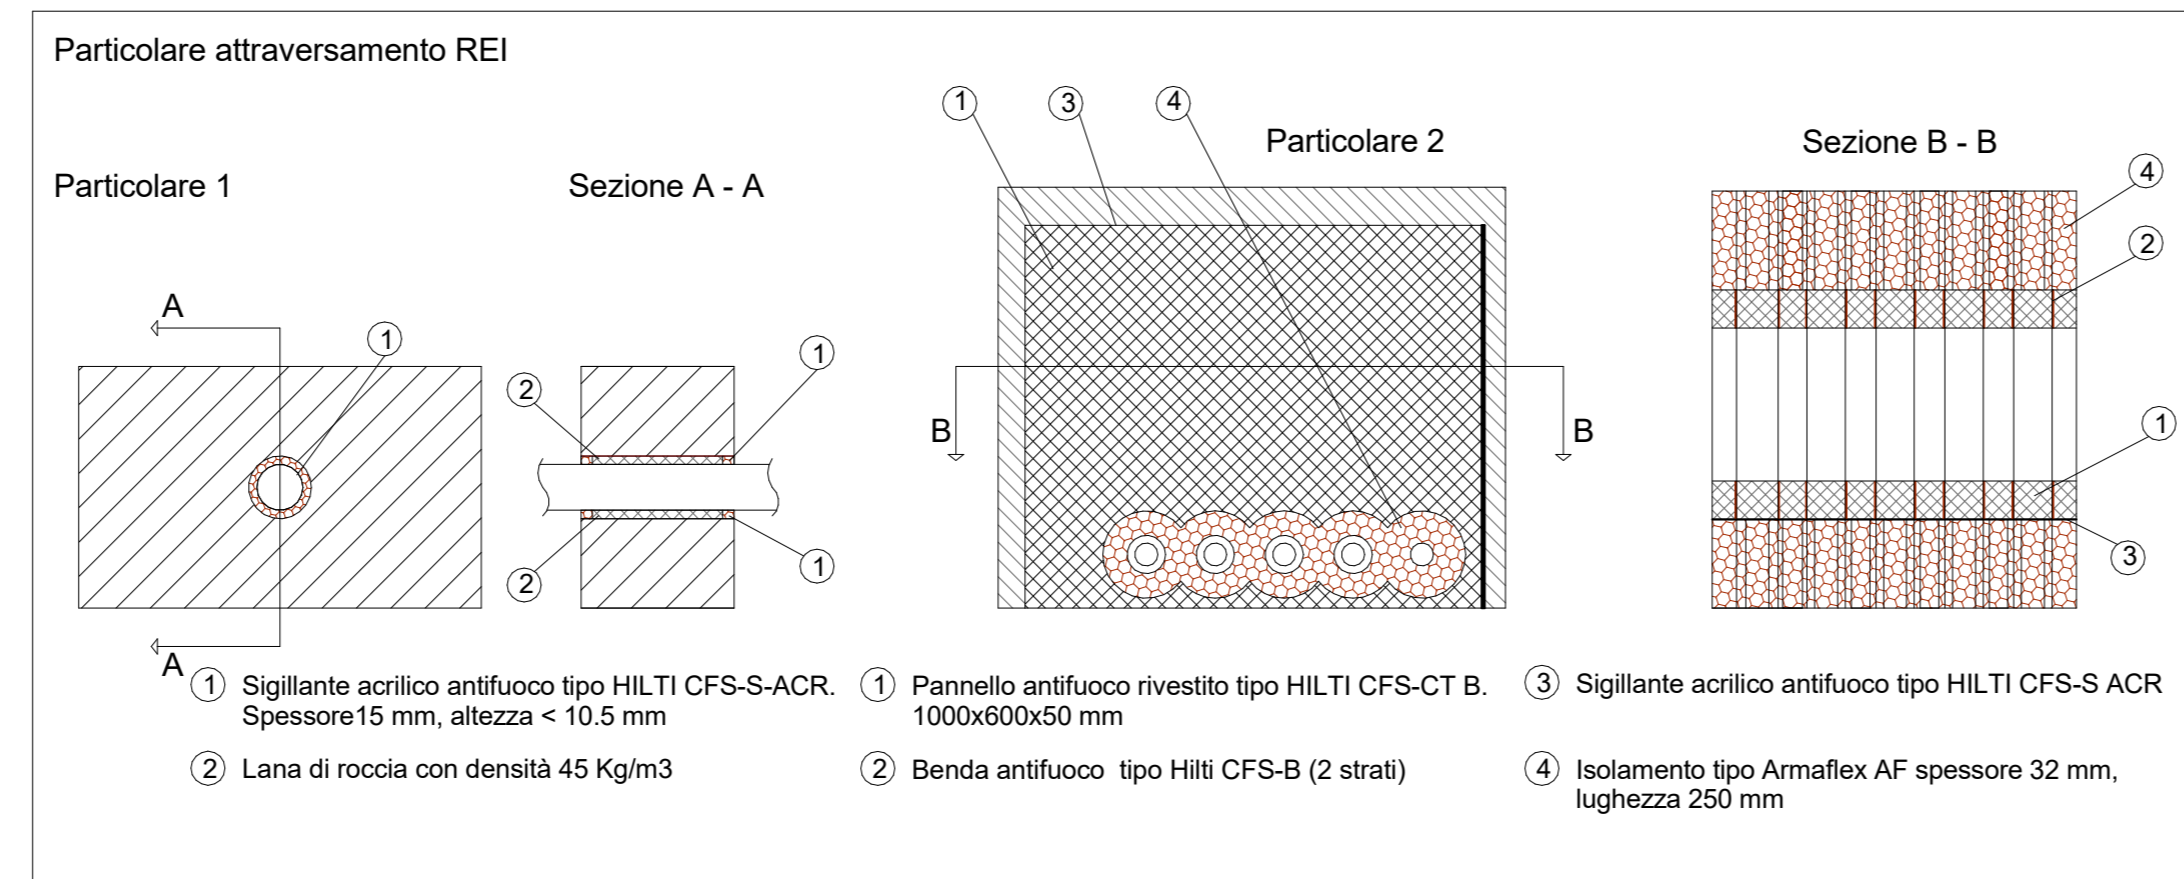 Particolare attraversamento REI
Particolare 1
Sezione A - A
Particolare 2
Sezione B - B
A
1
A
2
1
2
1
1
3
4
B
B
4
2
1
3
1 Sigillante acrilico antifuoco tipo HILTI CFS-S-ACR.
Spessore15 mm, altezza < 10.5 mm
2 Lana di roccia con densità 45 Kg/m3
1 Pannello antifuoco rivestito tipo HILTI CFS-CT B.
1000x600x50 mm
2 Benda antifuoco tipo Hilti CFS-B (2 strati)
3 Sigillante acrilico antifuoco tipo HILTI CFS-S ACR
4 Isolamento tipo Armaflex AF spessore 32 mm,
lughezza 250 mm